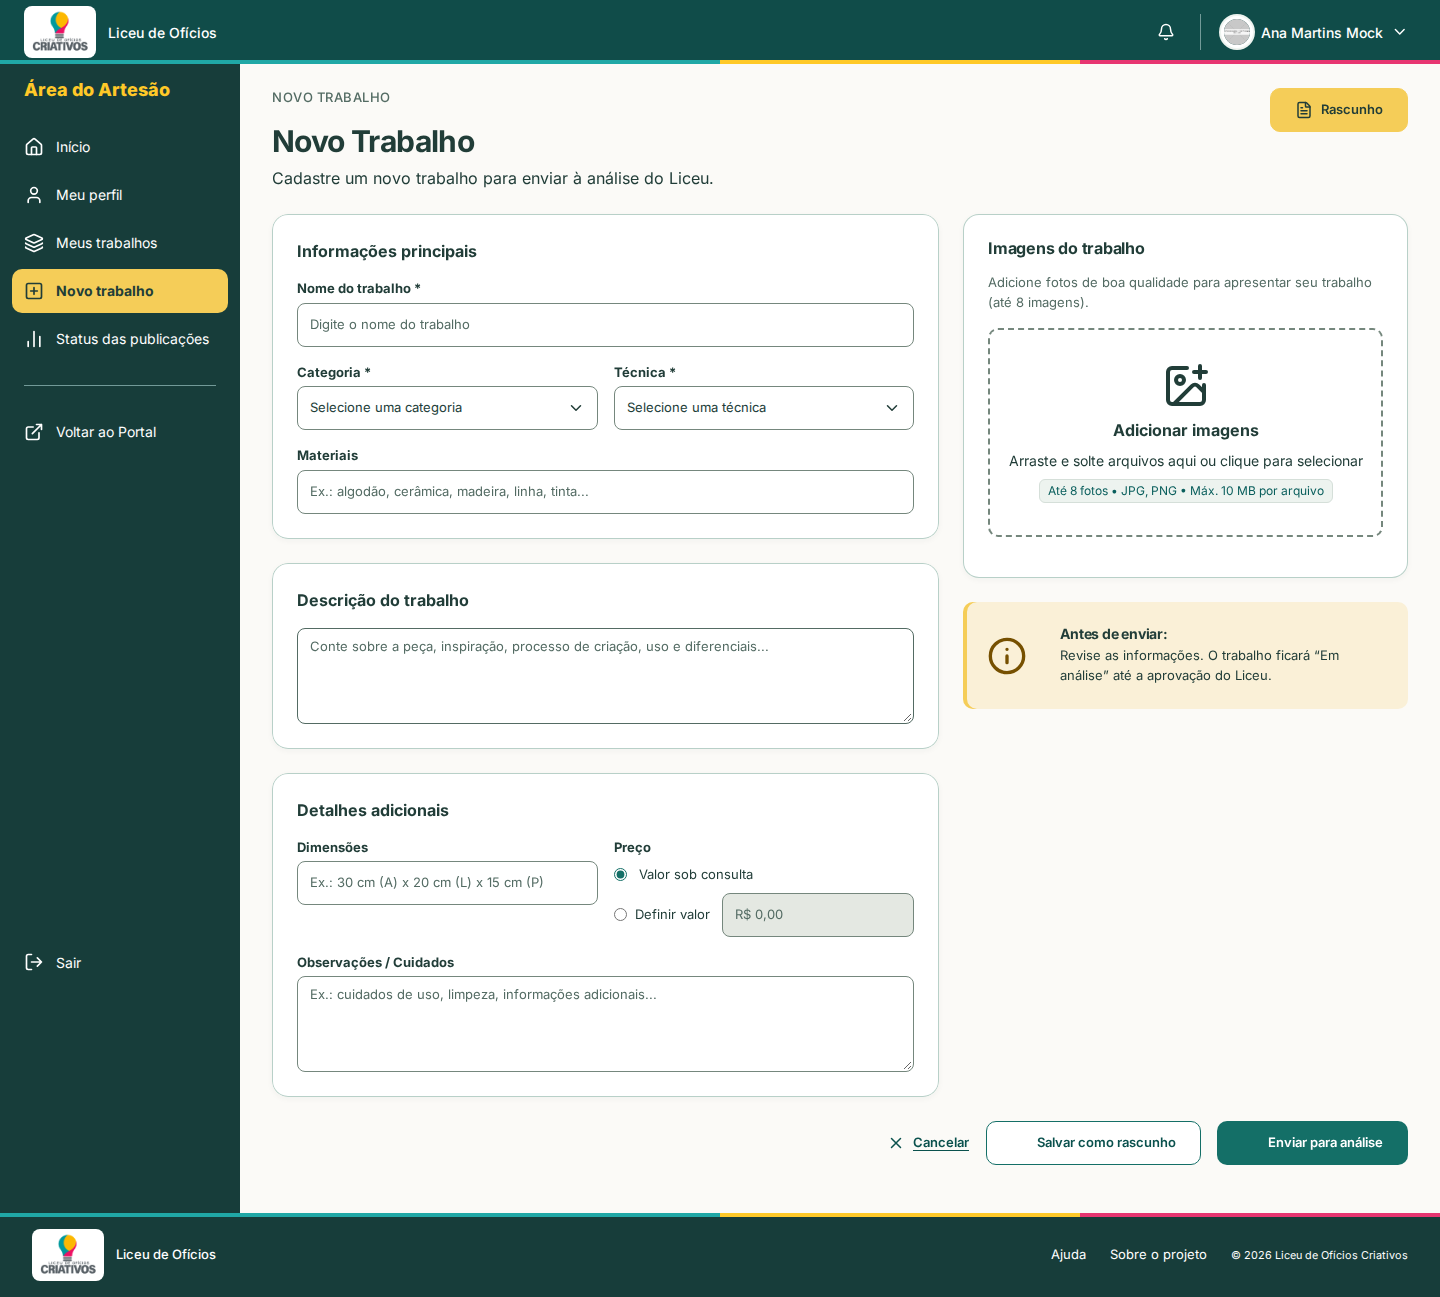 LICEU DE OFÍCIOS
CRIATIVOS
Liceu de Ofícios
Ana Martins Mock
Área do Artesão
Início
Meu perfil
Meus trabalhos
Novo trabalho
Status das publicações
Voltar ao Portal
Sair
NOVO TRABALHO
Rascunho
Novo Trabalho
Cadastre um novo trabalho para enviar à análise do Liceu.
Informações principais
Nome do trabalho *
Digite o nome do trabalho
Categoria *
Técnica *
Selecione uma categoria
Selecione uma técnica
Materiais
Ex.: algodão, cerâmica, madeira, linha, tinta...
Descrição do trabalho
Conte sobre a peça, inspiração, processo de criação, uso e diferenciais...
Detalhes adicionais
Dimensões
Ex.: 30 cm (A) x 20 cm (L) x 15 cm (P)
Preço
Valor sob consulta
Definir valor
R$ 0,00
Observações / Cuidados
Ex.: cuidados de uso, limpeza, informações adicionais...
Imagens do trabalho
Adicione fotos de boa qualidade para apresentar seu trabalho
(até 8 imagens).
Adicionar imagens
Arraste e solte arquivos aqui ou clique para selecionar
Até 8 fotos • JPG, PNG • Máx. 10 MB por arquivo
Antes de enviar:
Revise as informações. O trabalho ficará “Em
análise” até a aprovação do Liceu.
Cancelar
Salvar como rascunho
Enviar para análise
LICEU DE OFÍCIOS
CRIATIVOS
Liceu de Ofícios
Ajuda
Sobre o projeto
© 2026 Liceu de Ofícios Criativos